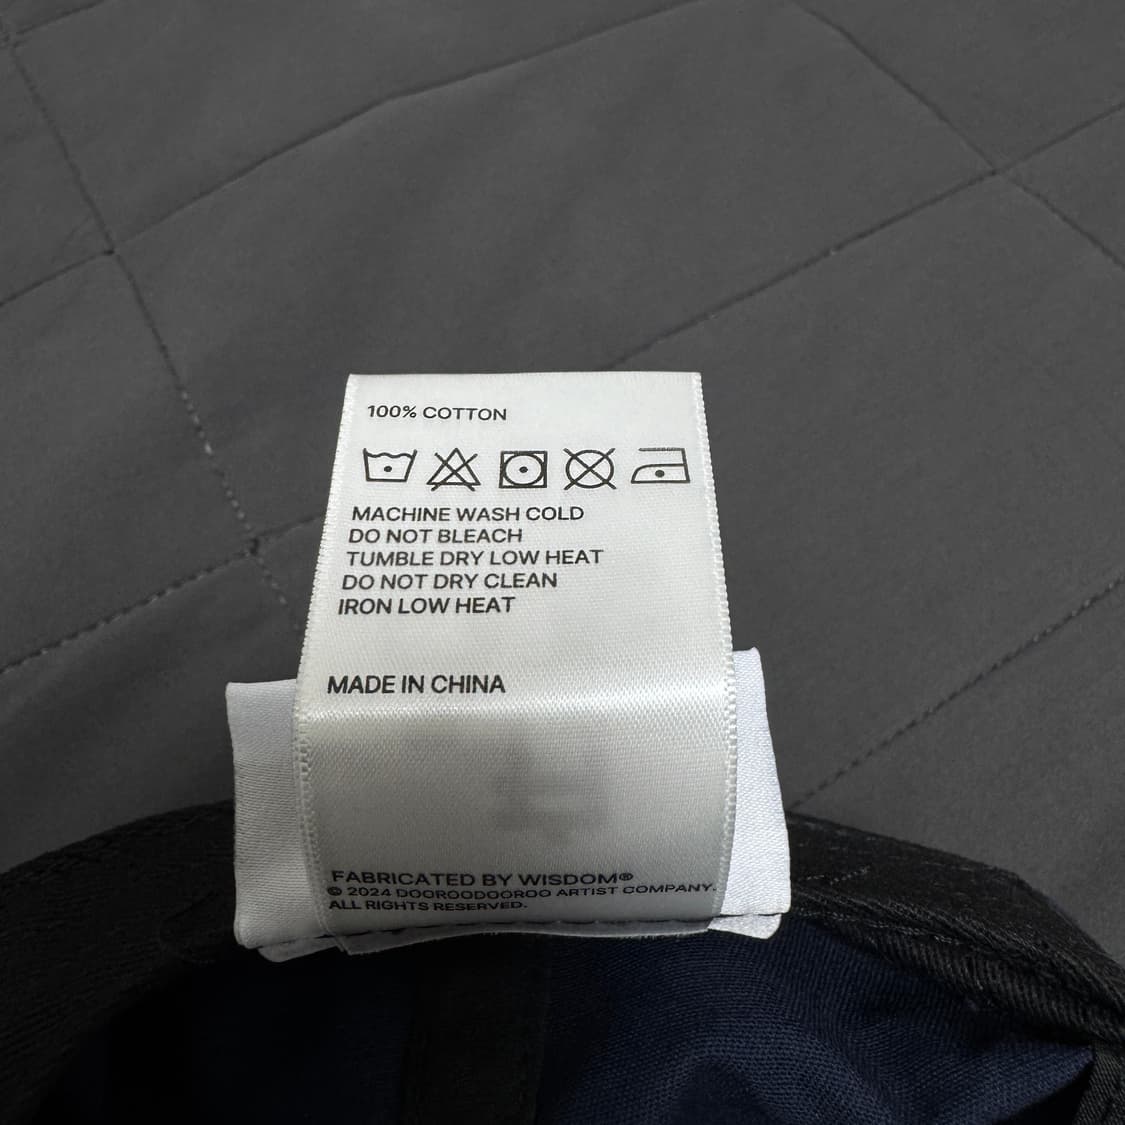 100% COTTON
MACHINE WASH COLD
DO NOT BLEACH
TUMBLE DRY LOW HEAT
DO NOT DRY CLEAN
IRON LOW HEAT
MADE IN CHINA
FABRICATED BY WISDOM®
© 2024 DOOROODOOROO ARTIST COMPANY.
ALL RIGHTS RESERVED.